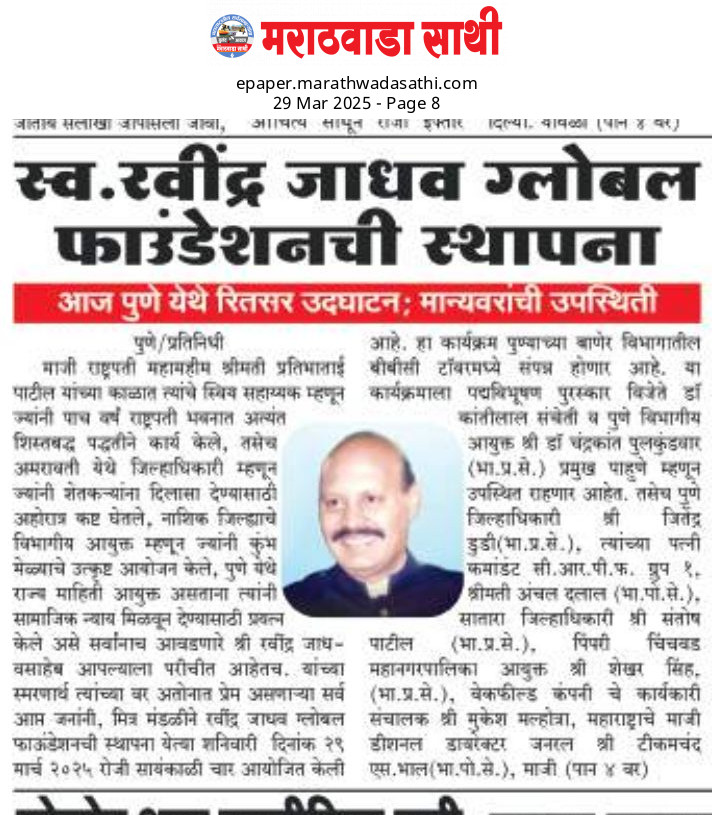 मराठवाडा साथी
epaper.marathwadasathi.com
29 Mar 2025 - Page 8
स्व.रवींद्र जाधव ग्लोबल
फाउंडेशनची स्थापना
आज पुणे येथे रितसर उदघाटन; मान्यवरांची उपस्थिती
पुणे/प्रतिनिधी
माजी राष्ट्रपती महामहीम श्रीमती प्रतिभाताई
पाटील यांच्या काळात त्यांचे स्विय सहाय्यक म्हणून
ज्यांनी पाच वर्षं राष्ट्रपती भवनात अत्यंत
शिस्तबद्ध पद्धतीने कार्य केले, तसेच
अमरावती येथे जिल्हाधिकारी म्हणून
ज्यांनी शेतकऱ्यांना दिलासा देण्यासाठी
अहोरात्र कष्ट घेतले, नाशिक जिल्ह्याचे
विभागीय आयुक्त म्हणून ज्यांनी कुंभ
मेळ्याचे उत्कृष्ट आयोजन केले, पुणे येथे
राज्य माहिती आयुक्त असताना त्यांनी
सामाजिक न्याय मिळवून देण्यासाठी प्रयत्न
केले असे सर्वांनाच आवडणारे श्री रवींद्र जाध-
वसाहेब आपल्याला परीचीत आहेतच. यांच्या
स्मरणार्थ त्यांच्या वर अतोनात प्रेम असणाऱ्या सर्व
आप्त जनांनी, मित्र मंडळीने रवींद्र जाधव ग्लोबल
फाऊंडेशनची स्थापना येत्या शनिवारी दिनांक २९
मार्च २०२५ रोजी सायंकाळी चार आयोजित केली
आहे. हा कार्यक्रम पुण्याच्या बाणेर विभागातील
बीबीसी टॉवरमध्ये संपन्न होणार आहे. या
कार्यक्रमाला पद्मविभूषण पुरस्कार विजेते डॉ
कांतीलाल संचेती व पुणे विभागीय
आयुक्त श्री डॉ चंद्रकांत पुलकुंडवार
(भा.प्र.से.) प्रमुख पाहुणे म्हणून
उपस्थित राहणार आहेत. तसेच पुणे
जिल्हाधिकारी श्री जितेंद्र
डुडी(भा.प्र.से.), त्यांच्या पत्नी
कमांडंट सी.आर.पी.फ. ग्रुप १,
श्रीमती अंचल दलाल (भा.पो.से.),
सातारा जिल्हाधिकारी श्री संतोष
पाटील (भा.प्र.से.), पिंपरी चिंचवड
महानगरपालिका आयुक्त श्री शेखर सिंह,
(भा.प्र.से.), वेकफील्ड कंपनी चे कार्यकारी
संचालक श्री मुकेश मल्होत्रा, महाराष्ट्राचे माजी
डीशनल डायरेक्टर जनरल श्री टीकमचंद
एस.भाल(भा.पो.से.), माजी (पान ४ वर)